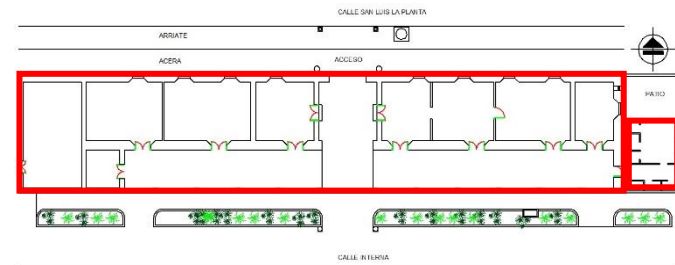 CALLE SAN LUIS LA PLANTA
ARRIATE
ACERA
ACCESO
PATIO
CALLE INTERNA